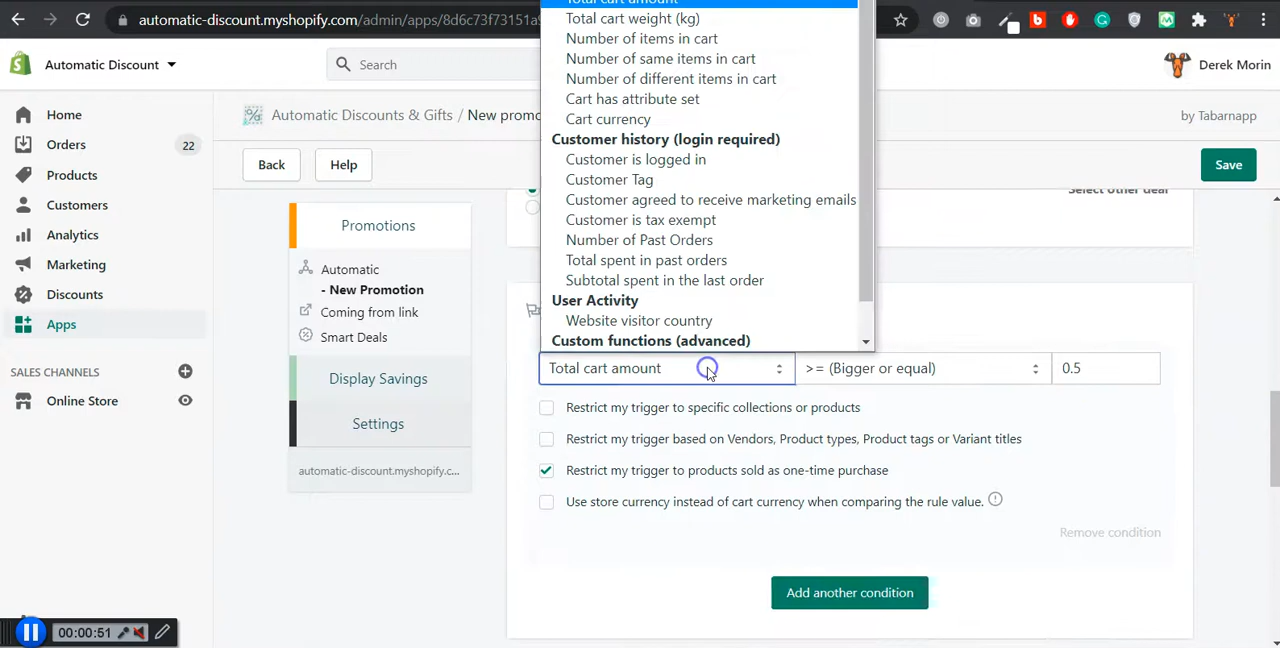 automatic-discount.myshopify.com/admin/apps/8d6c73f73151a9
Total cart amount
Total cart weight (kg)
Number of items in cart
Number of same items in cart
Number of different items in cart
Cart has attribute set
Cart currency
Customer history (login required)
Customer is logged in
Customer Tag
Customer agreed to receive marketing emails
Customer is tax exempt
Number of Past Orders
Total spent in past orders
Subtotal spent in the last order
User Activity
Website visitor country
Custom functions (advanced)
Automatic Discount
Search
Derek Morin
Home
Orders
22
Products
Customers
Analytics
Marketing
Discounts
Apps
SALES CHANNELS
Online Store
Automatic Discounts & Gifts / New promo
by Tabarnapp
Back
Help
Save
Select other deal
Promotions
Automatic
- New Promotion
Coming from link
Smart Deals
Display Savings
Settings
automatic-discount.myshopify.c...
Total cart amount
>= (Bigger or equal)
0.5
Restrict my trigger to specific collections or products
Restrict my trigger based on Vendors, Product types, Product tags or Variant titles
Restrict my trigger to products sold as one-time purchase
Use store currency instead of cart currency when comparing the rule value.
Remove condition
Add another condition
00:00:51